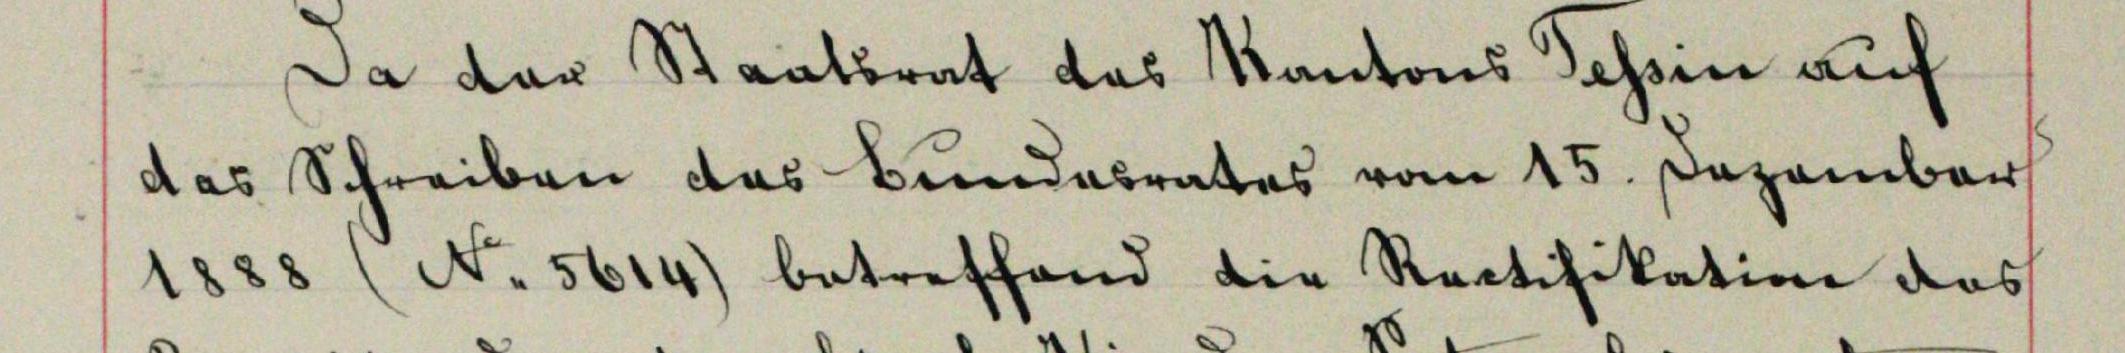 Da der Staatsrat des Kantons Tessin auf
das Schreiben des Bundesrates vom 15. Dezember
1888 (No. 5614) betreffend die Rectifikation des